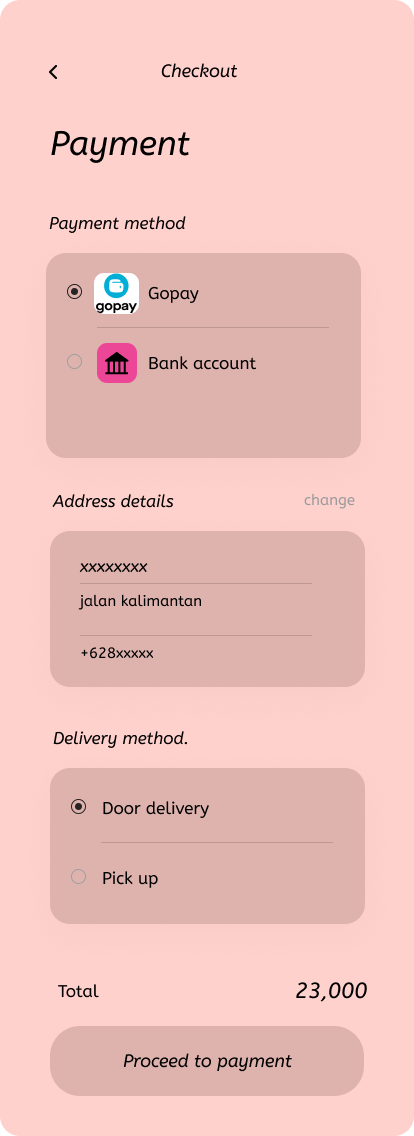 Checkout
Payment
Payment method
gopay
Gopay
Bank account
Address details
change
xxxxxxxx
jalan kalimantan
+628xxxxx
Delivery method.
Door delivery
Pick up
Total
23,000
Proceed to payment